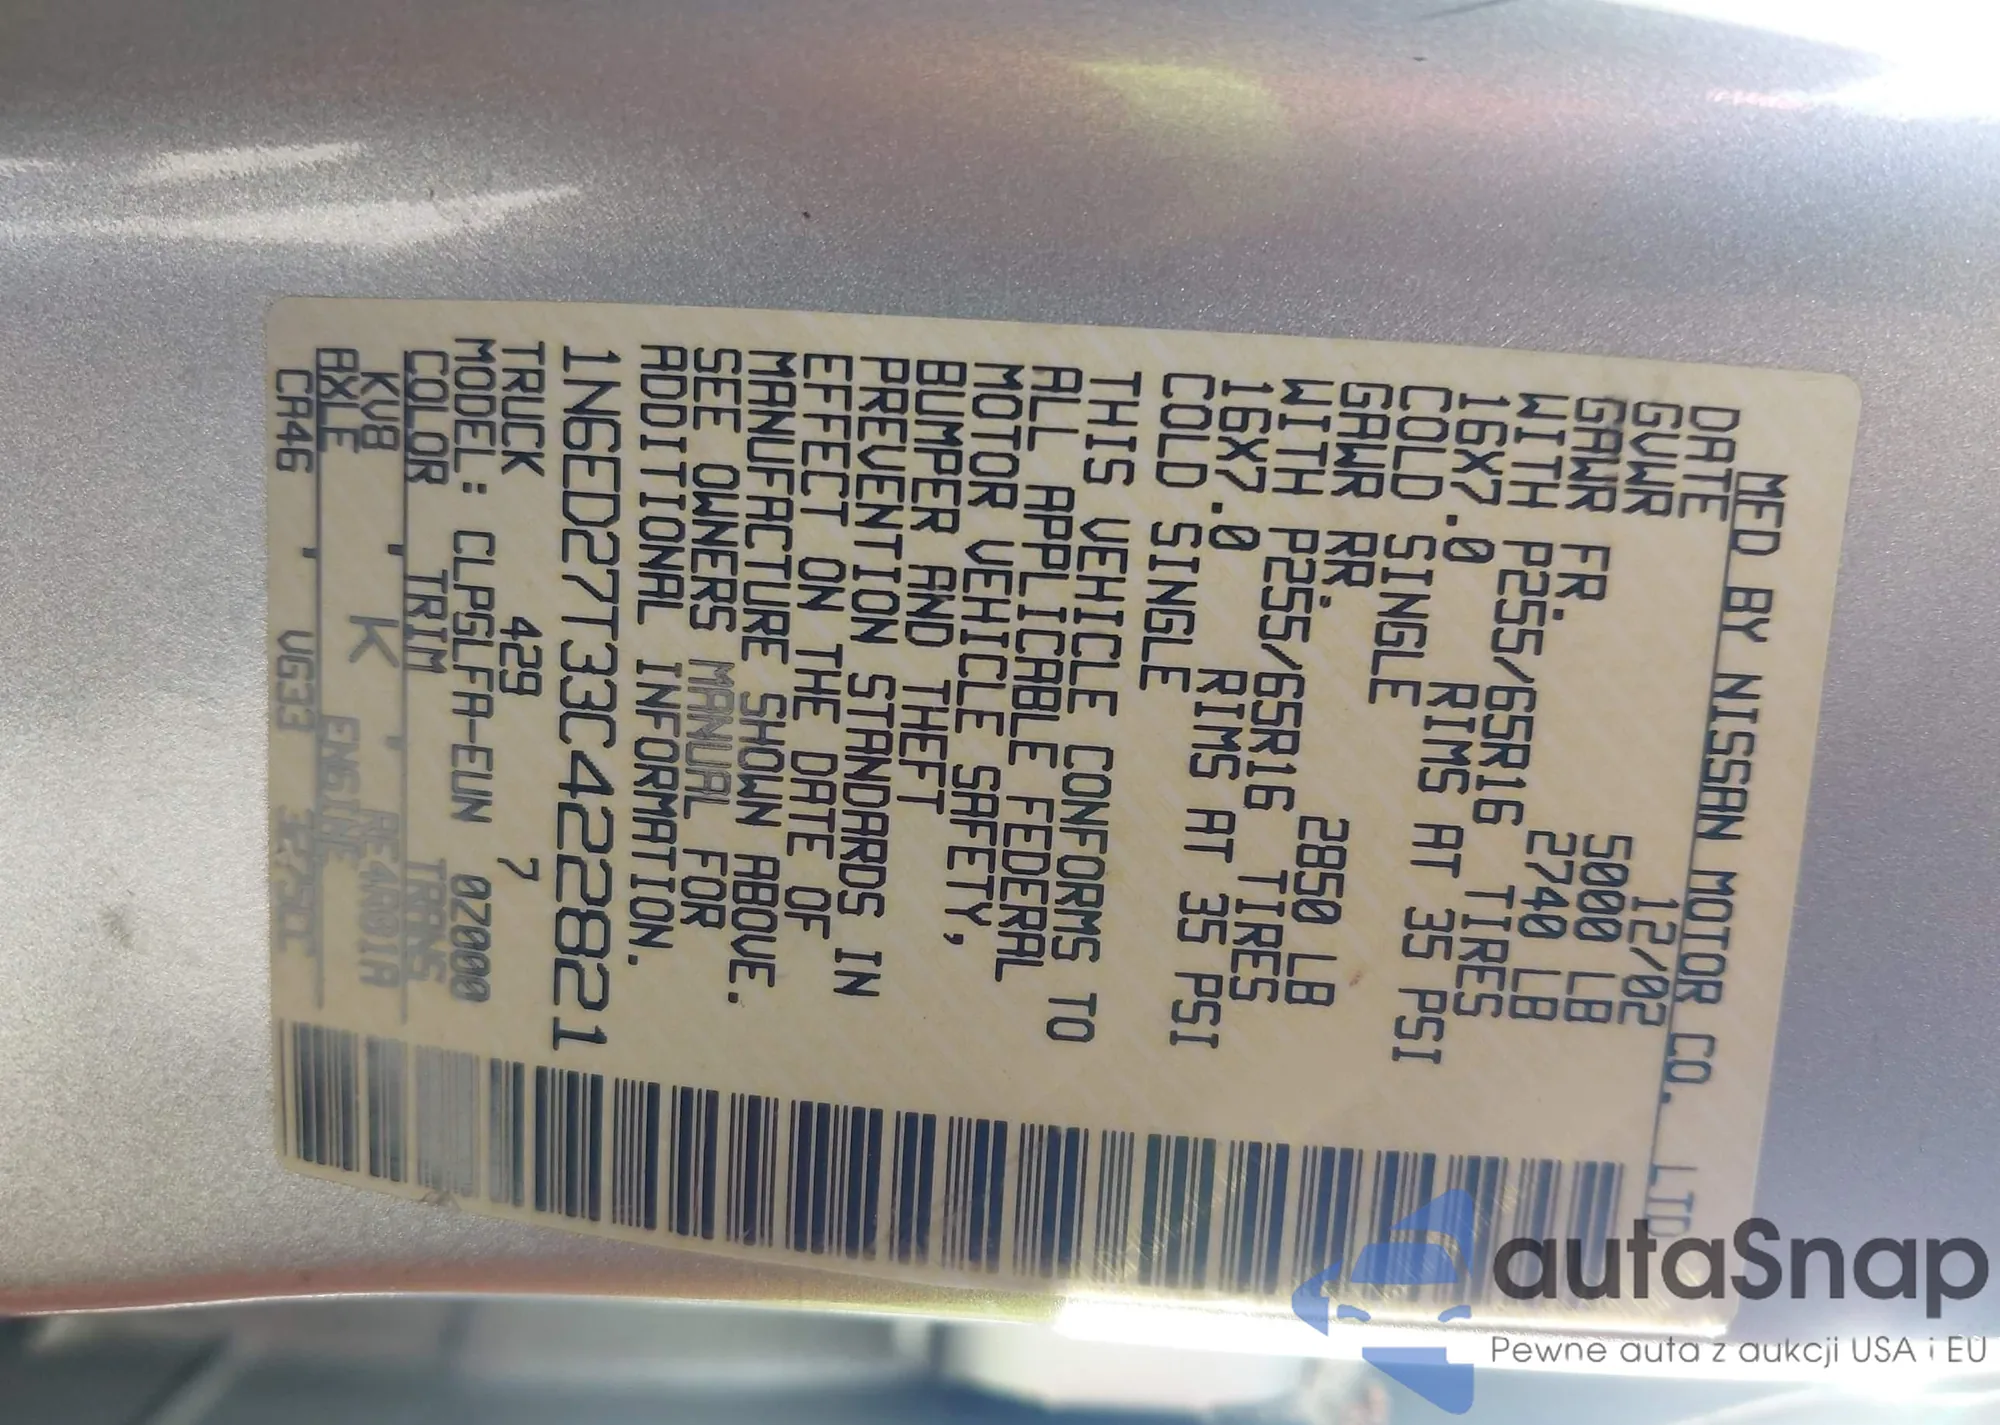 MFD BY NISSAN MOTOR CO. LTD
DATE 12/02
GVWR 5000 LB
GAWR FR. 2740 LB
WITH P255/65R16 TIRES
16X7.0 RIMS AT 35 PSI
COLD SINGLE
GAWR RR. 2850 LB
WITH P255/65R16 TIRES
16X7.0 RIMS AT 35 PSI
COLD SINGLE
THIS VEHICLE CONFORMS TO
ALL APPLICABLE FEDERAL
MOTOR VEHICLE SAFETY,
BUMPER AND THEFT
PREVENTION STANDARDS IN
EFFECT ON THE DATE OF
MANUFACTURE SHOWN ABOVE.
SEE OWNERS MANUAL FOR
ADDITIONAL INFORMATION.
1N6ED27T33C422821
TRUCK 429 7
MODEL: CLPGLFA-EUN 0Z000
COLOR TRIM TRANS
KV8 K RE4R01A
AXLE ENGINE
CA46 VG33 3275CC
autaSnap
Pewne auta z aukcji USA i EU